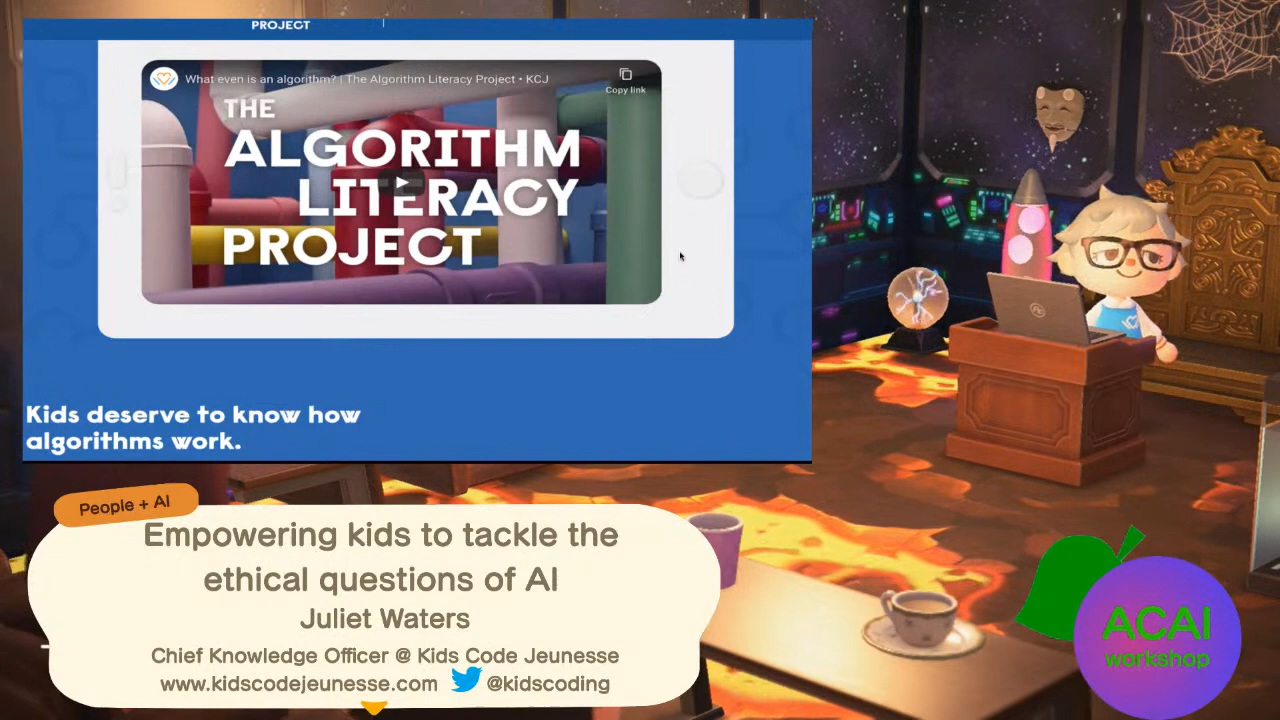 PROJECT
What even is an algorithm? | The Algorithm Literacy Project • KCJ
Copy link
THE
ALGORITHM
LITERACY
PROJECT
Kids deserve to know how
algorithms work.
People + AI
Empowering kids to tackle the
ethical questions of AI
Juliet Waters
Chief Knowledge Officer @ Kids Code Jeunesse
www.kidscodejeunesse.com @kidscoding
ACAI
workshop